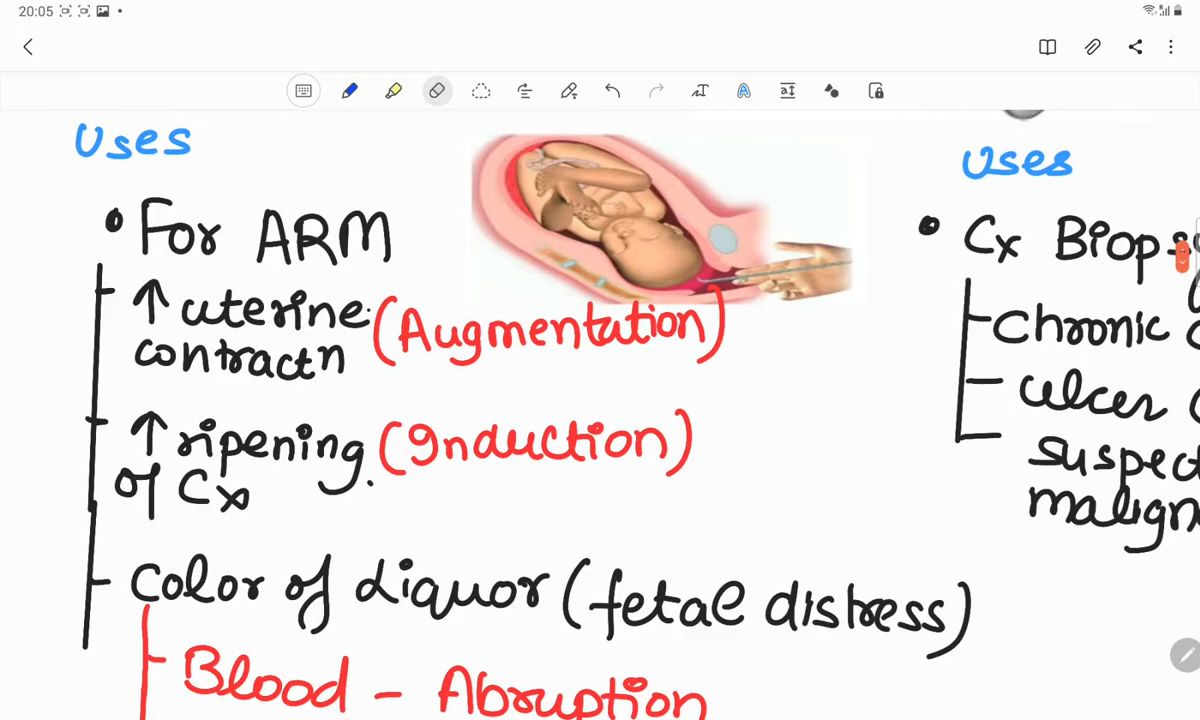 20:05
Uses
• For ARM
↑ uterine (Augmentation)
contractn
↑ ripening (Induction)
of Cx
Color of Liquor (fetal distress)
Blood - Abruption
Uses
• Cx Biopsy
Chronic
ulcer
suspect
malign